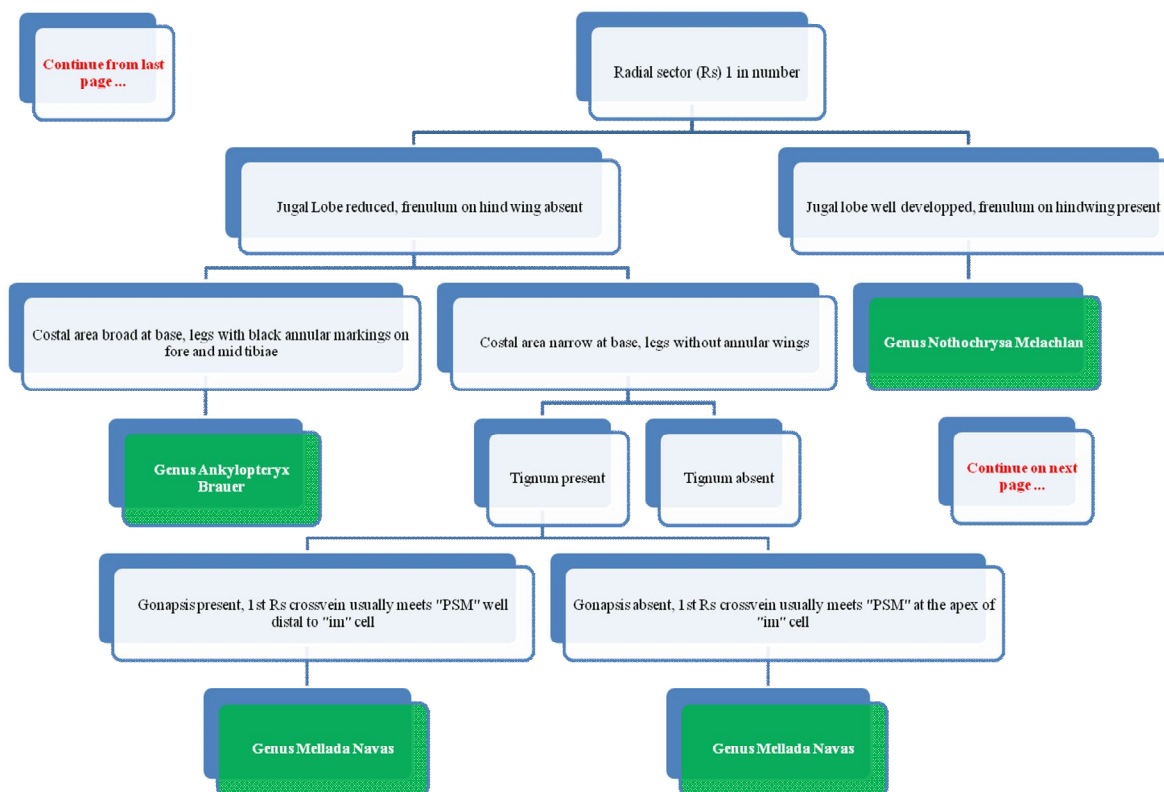 Continue from last
page ...
Radial sector (Rs) 1 in number
Jugal Lobe reduced, frenulum on hind wing absent
Jugal lobe well developped, frenulum on hindwing present
Costal area broad at base, legs with black annular markings on
fore and mid tibiae
Costal area narrow at base, legs without annular wings
Genus Nothochrysa Melachlan
Genus Ankylopteryx
Brauer
Tignum present
Tignum absent
Continue on next
page ...
Gonapsis present, 1st Rs crossvein usually meets "PSM" well
distal to "im" cell
Gonapsis absent, 1st Rs crossvein usually meets "PSM" at the apex of
"im" cell
Genus Mellada Navas
Genus Mellada Navas